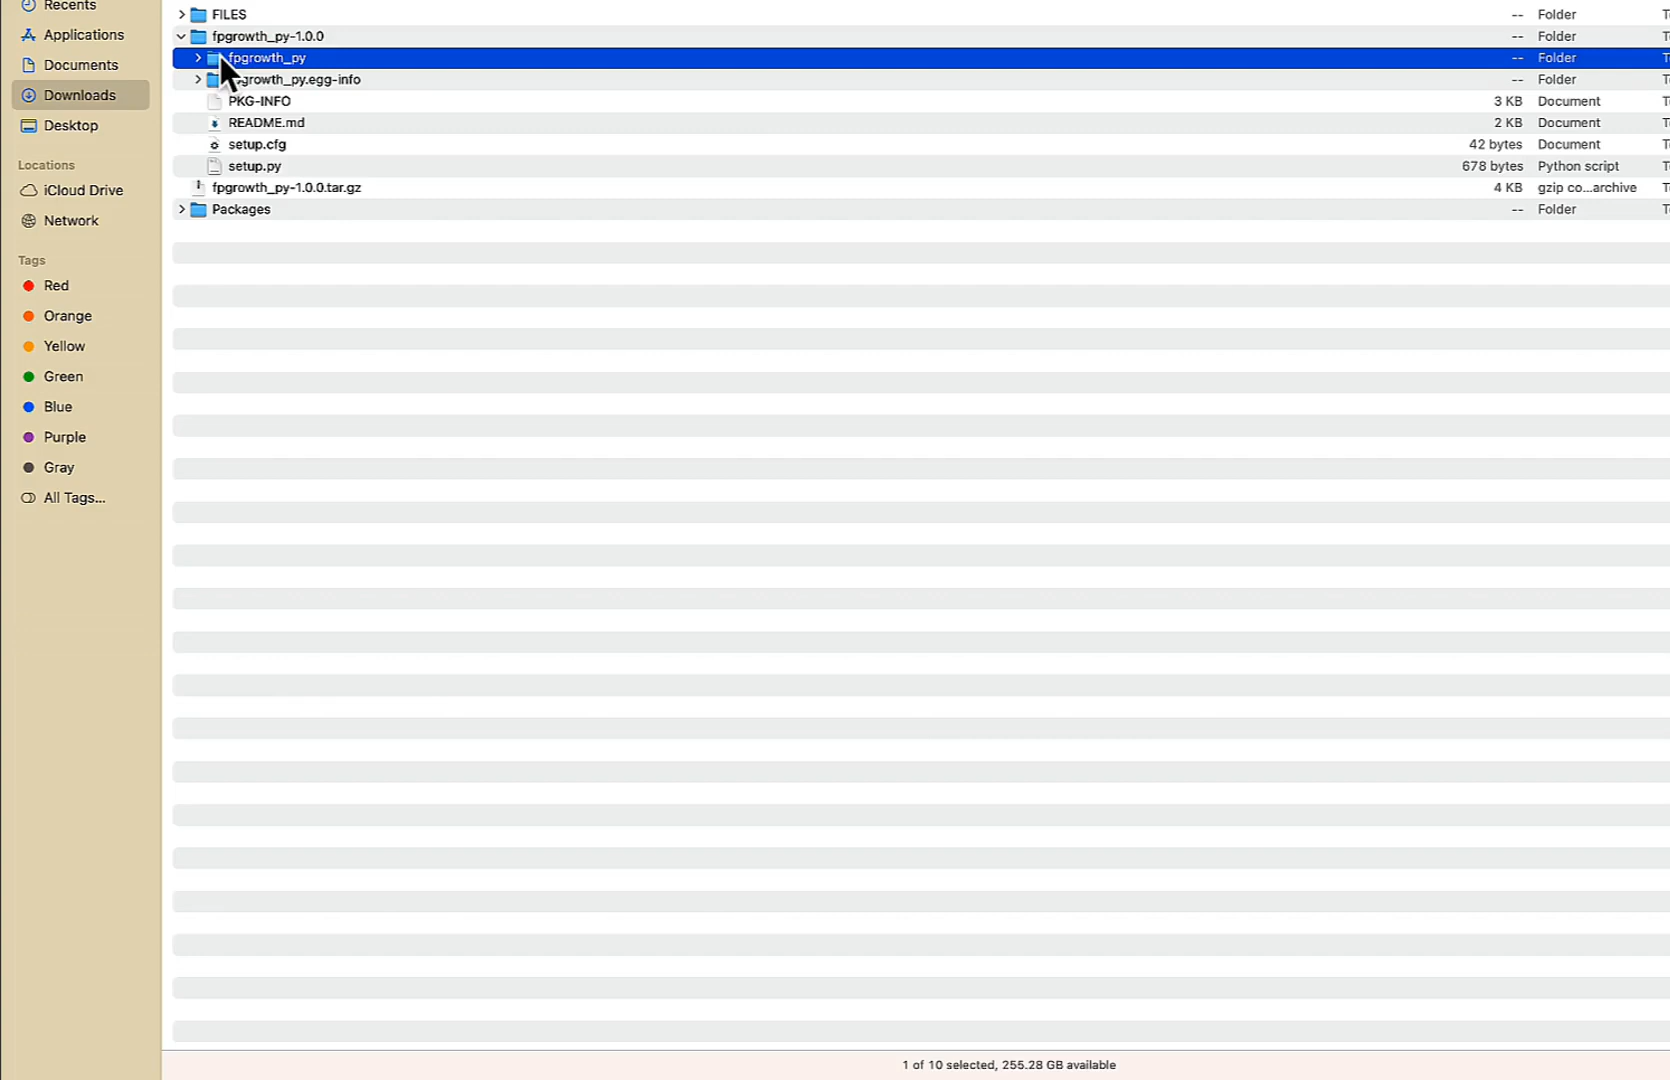 Recents
Applications
Documents
Downloads
Desktop
Locations
iCloud Drive
Network
Tags
Red
Orange
Yellow
Green
Blue
Purple
Gray
All Tags...
FILES -- Folder
fpgrowth_py-1.0.0 -- Folder
fpgrowth_py -- Folder
growth_py.egg-info -- Folder
PKG-INFO 3 KB Document
README.md 2 KB Document
setup.cfg 42 bytes Document
setup.py 678 bytes Python script
fpgrowth_py-1.0.0.tar.gz 4 KB gzip co...archive
Packages -- Folder
1 of 10 selected, 255.28 GB available